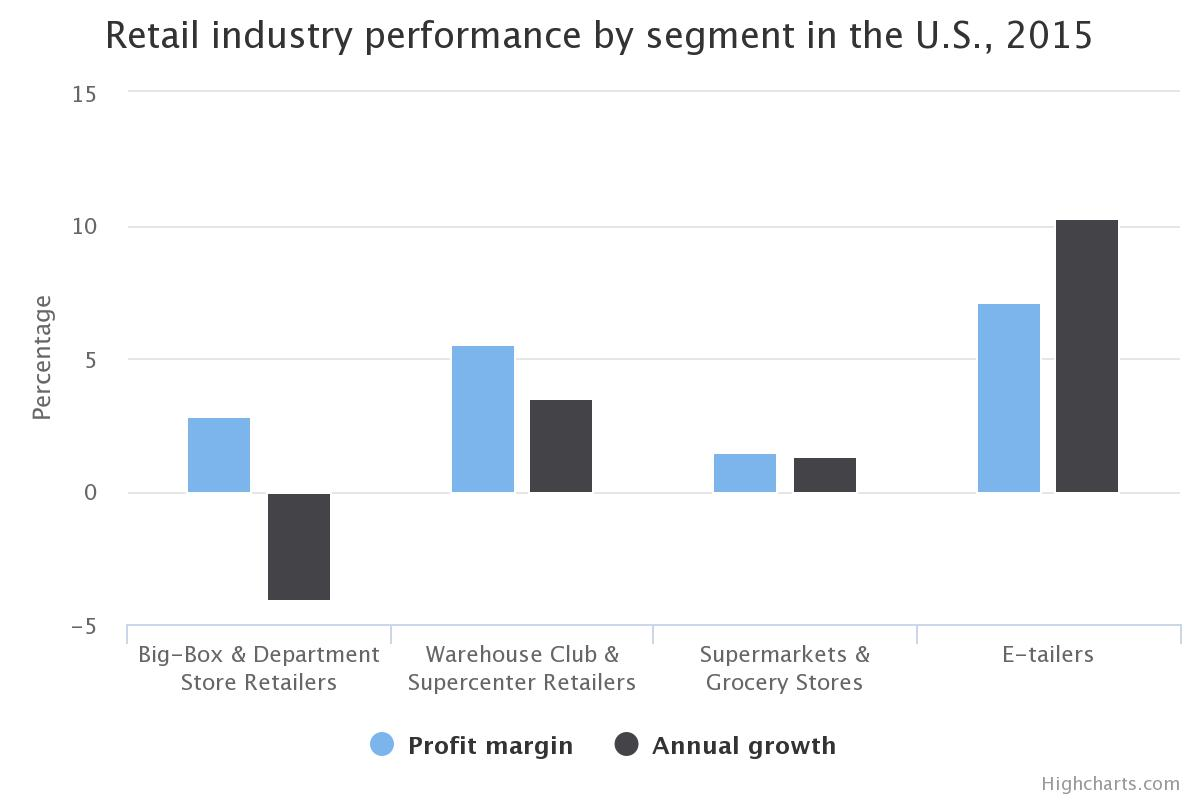 Retail industry performance by segment in the U.S., 2015
15
10
5
0
−5
Percentage
Big−Box & Department
Store Retailers
Warehouse Club &
Supercenter Retailers
Supermarkets &
Grocery Stores
E−tailers
Profit margin
Annual growth
Highcharts.com